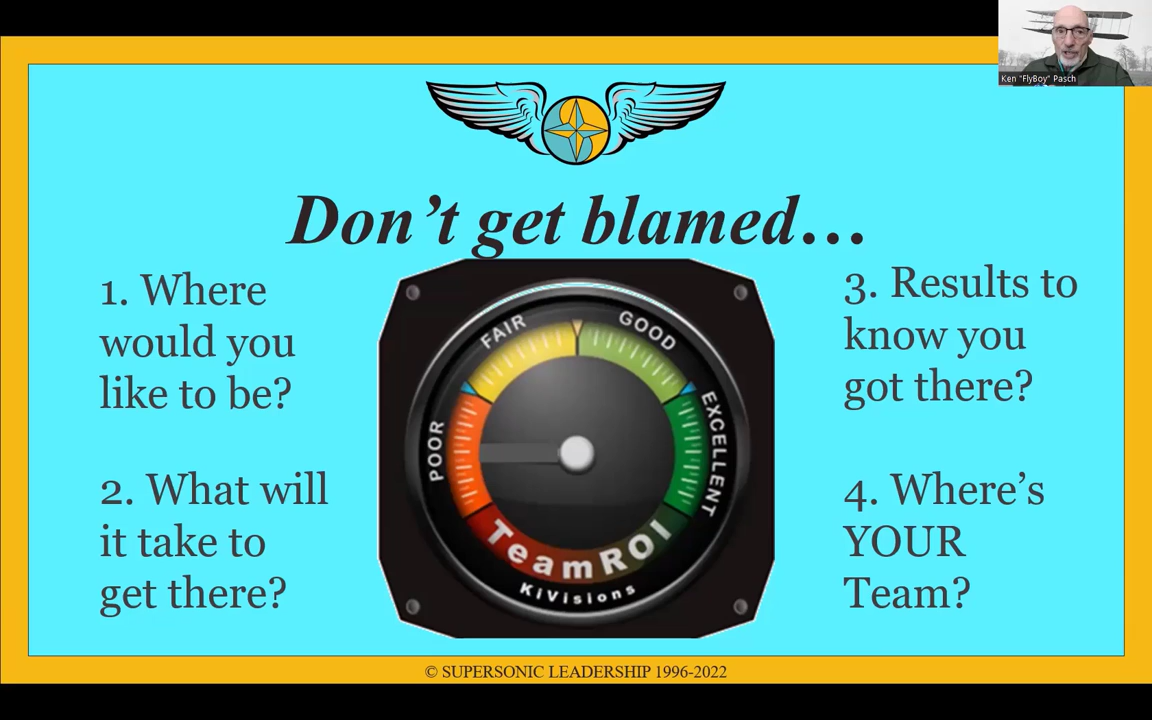 Ken "FlyBoy" Pasch
Don't get blamed...
1. Where
would you
like to be?
2. What will
it take to
get there?
3. Results to
know you
got there?
4. Where's
YOUR
Team?
POOR
FAIR
GOOD
EXCELLENT
TeamROI
KiVisions
© SUPERSONIC LEADERSHIP 1996-2022